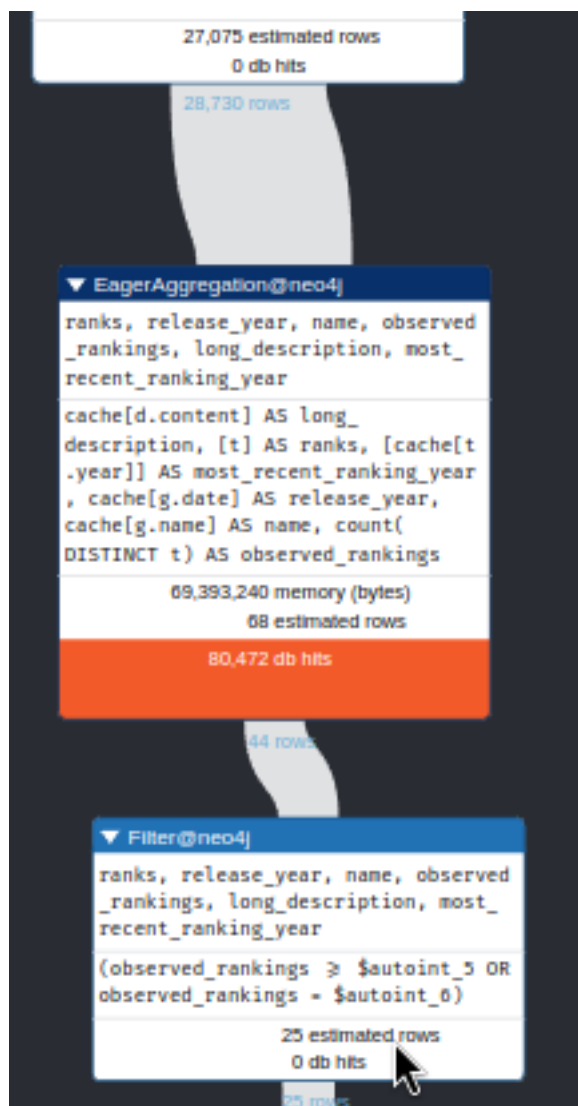 27,075 estimated rows
0 db hits
28,730 rows
EagerAggregation@neo4j
ranks, release_year, name, observed
_rankings, long_description, most_
recent_ranking_year
cache[d.content] AS long_
description, [t] AS ranks, [cache[t
.year]] AS most_recent_ranking_year
, cache[g.date] AS release_year,
cache[g.name] AS name, count(
DISTINCT t) AS observed_rankings
69,393,240 memory (bytes)
68 estimated rows
80,472 db hits
44 rows
Filter@neo4j
ranks, release_year, name, observed
_rankings, long_description, most_
recent_ranking_year
(observed_rankings ≥ $autoint_5 OR
observed_rankings = $autoint_6)
25 estimated rows
0 db hits
25 rows